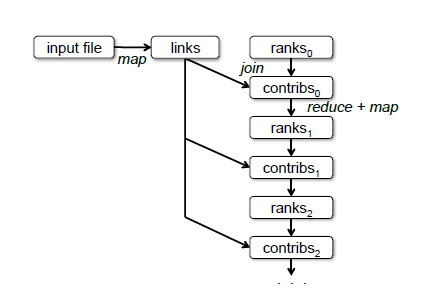 input file
map
links
ranks₀
join
contribs₀
reduce + map
ranks₁
contribs₁
ranks₂
contribs₂